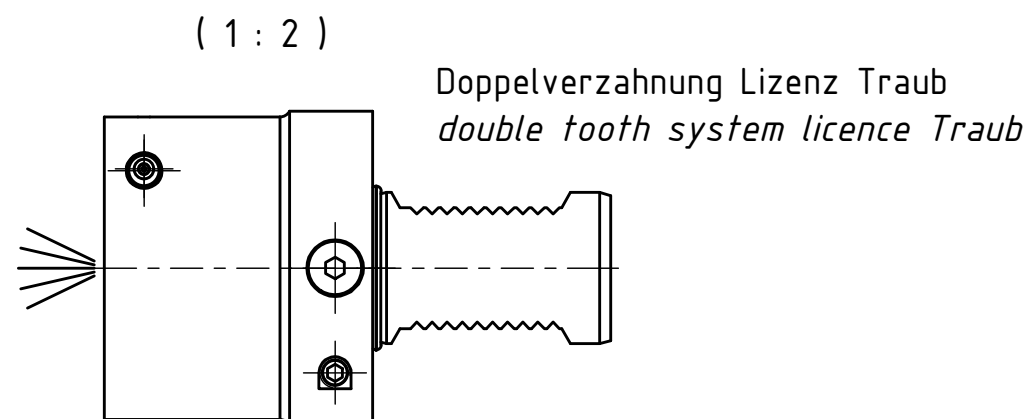 ( 1 : 2 )
Doppelverzahnung Lizenz Traub
double tooth system licence Traub